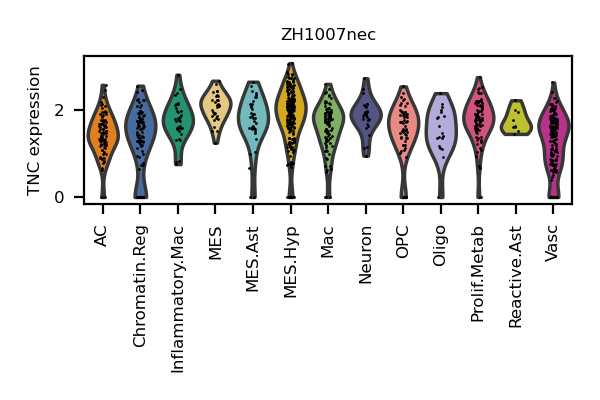 ZH1007nec
TNC expression
2
0
AC
Chromatin.Reg
Inflammatory.Mac
MES
MES.Ast
MES.Hyp
Mac
Neuron
OPC
Oligo
Prolif.Metab
Reactive.Ast
Vasc